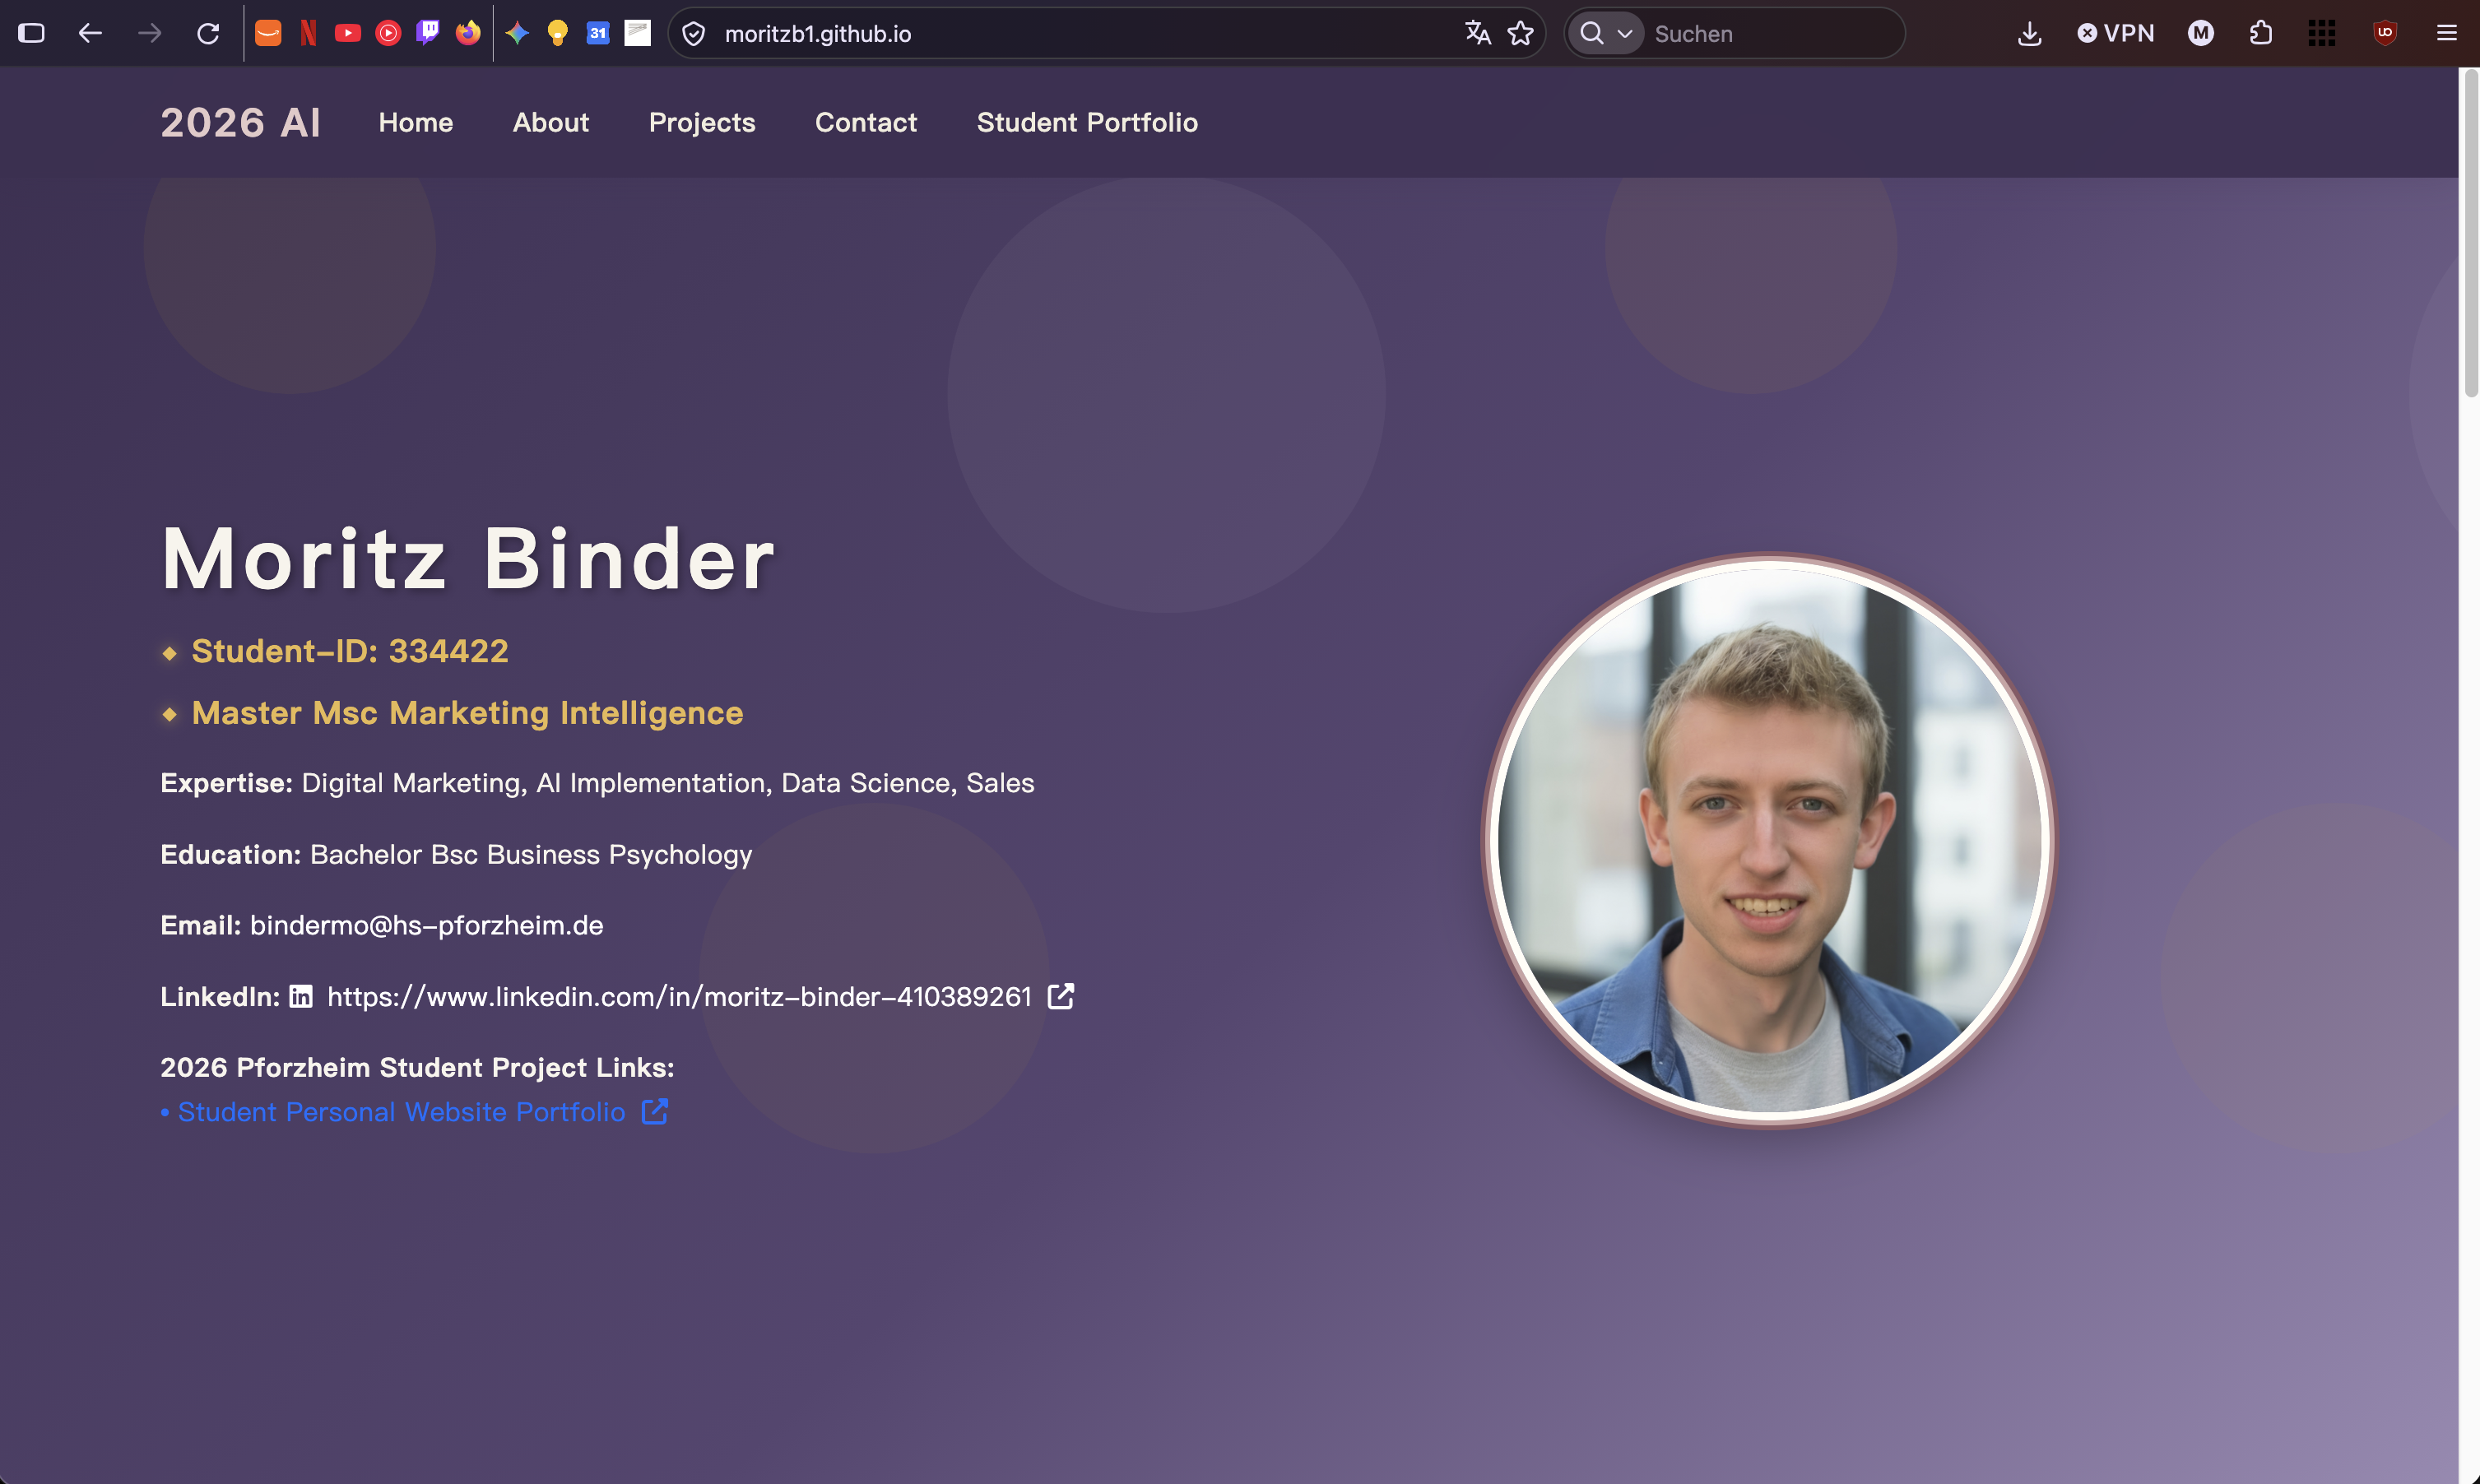 moritzb1.github.io
Suchen
VPN
M
31
2026 AI
Home
About
Projects
Contact
Student Portfolio
Moritz Binder
Student-ID: 334422
Master Msc Marketing Intelligence
Expertise: Digital Marketing, AI Implementation, Data Science, Sales
Education: Bachelor Bsc Business Psychology
Email: bindermo@hs-pforzheim.de
LinkedIn: in https://www.linkedin.com/in/moritz-binder-410389261
2026 Pforzheim Student Project Links:
• Student Personal Website Portfolio